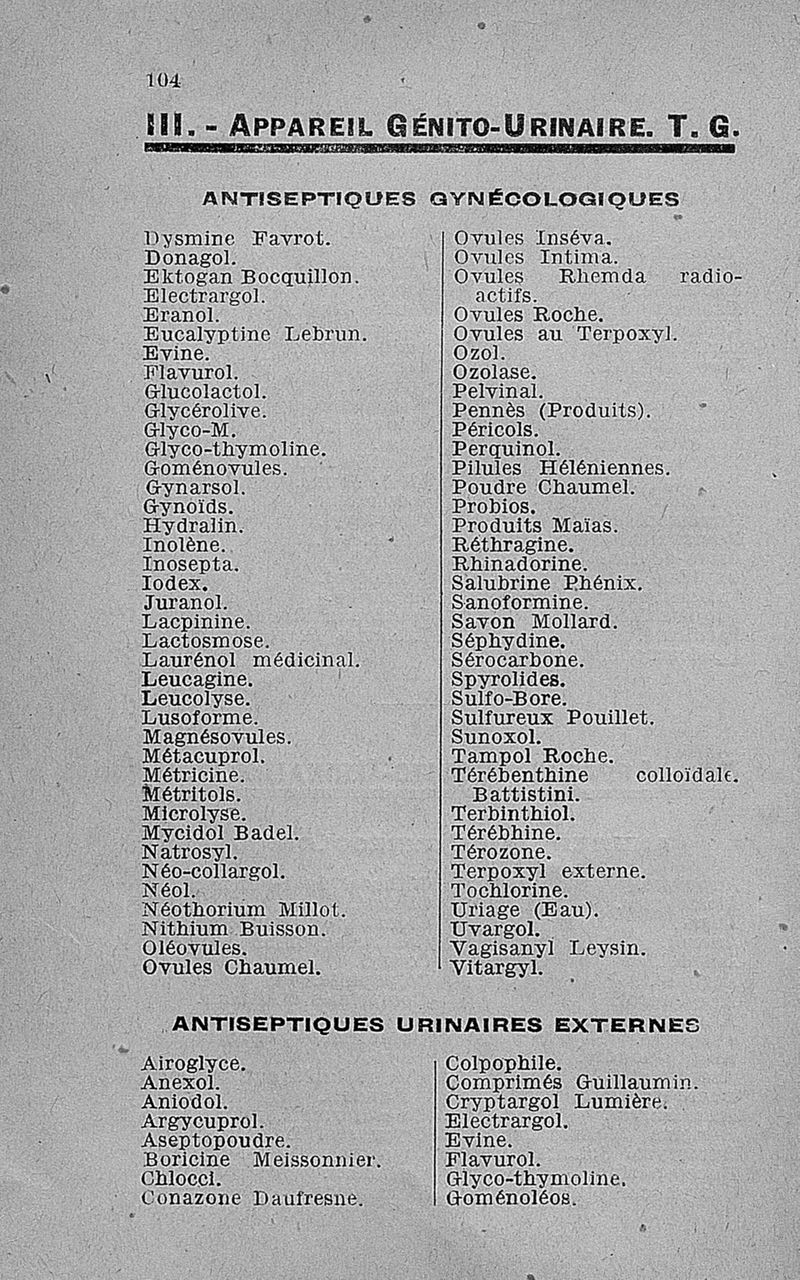 104
III. - APPAREIL GÉNITO-URINAIRE. T. G.
ANTISEPTIQUES GYNÉCOLOGIQUES
Dysmine Favrot.
Donagol.
Ektogan Bocquillon.
Electrargol.
Eranol.
Eucalyptine Lebrun.
Evine.
Flavurol.
Glucolactol.
Glycérolive.
Glyco-M.
Glyco-thymoline.
Goménovules.
Gynarsol.
Gynoïds.
Hydralin.
Inolène.
Inosepta.
Iodex.
Juranol.
Lacpinine.
Lactosmose.
Laurénol médicinal.
Leucagine.
Leucolyse.
Lusoforme.
Magnésovules.
Métacuprol.
Métricine.
Métritols.
Microlyse.
Mycidol Badel.
Natrosyl.
Néo-collargol.
Néol.
Néothorium Millot.
Nithium Buisson.
Oléovules.
Ovules Chaumel.
Ovules Inséva.
Ovules Intima.
Ovules Rhemda radio-
actifs.
Ovules Roche.
Ovules au Terpoxyl.
Ozol.
Ozolase.
Pelvinal.
Pennès (Produits).
Péricols.
Perquinol.
Pilules Héléniennes.
Poudre Chaumel.
Probios.
Produits Maïas.
Réthragine.
Rhinadorine.
Salubrine Phénix.
Sanoformine.
Savon Mollard.
Séphydine.
Sérocarbone.
Spyrolides.
Sulfo-Bore.
Sulfureux Pouillet.
Sunoxol.
Tampol Roche.
Térébenthine colloïdale.
Battistini.
Terbinthiol.
Térébhine.
Térozone.
Terpoxyl externe.
Tochlorine.
Uriage (Eau).
Uvargol.
Vagisanyl Leysin.
Vitargyl.
ANTISEPTIQUES URINAIRES EXTERNES
Airoglyce.
Anexol.
Aniodol.
Argycuprol.
Aseptopoudre.
Boricine Meissonnier.
Chlocci.
Conazone Daufresne.
Colpophile.
Comprimés Guillaumin.
Cryptargol Lumière.
Electrargol.
Evine.
Flavurol.
Glyco-thymoline.
Goménoléos.